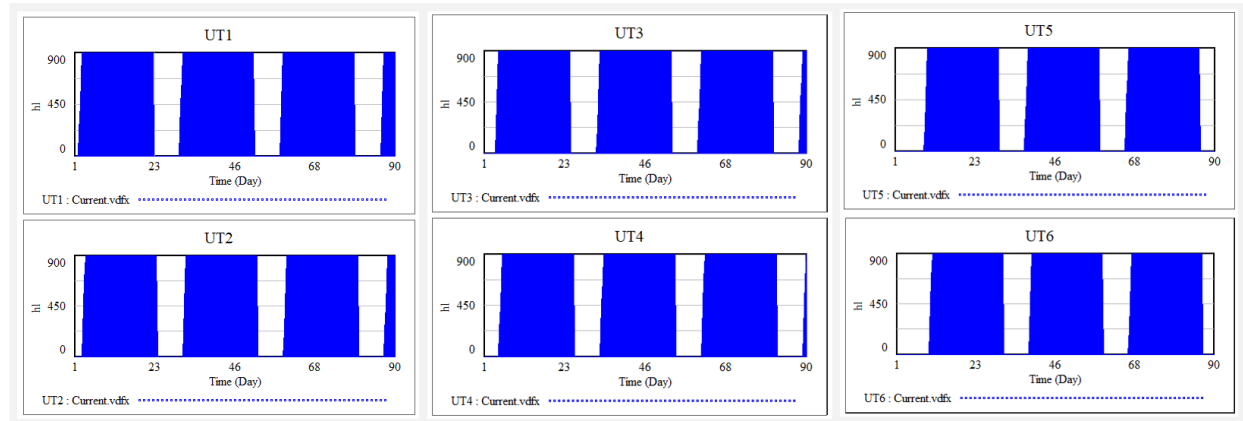 UT1
900
450
0
hl
1 23 46 68 90
Time (Day)
UT1 : Current.vdfx
UT3
900
450
0
hl
1 23 46 68 90
Time (Day)
UT3 : Current.vdfx
UT5
900
450
0
hl
1 23 46 68 90
Time (Day)
UT5 : Current.vdfx
UT2
900
450
0
hl
1 23 46 68 90
Time (Day)
UT2 : Current.vdfx
UT4
900
450
0
hl
1 23 46 68 90
Time (Day)
UT4 : Current.vdfx
UT6
900
450
0
hl
1 23 46 68 90
Time (Day)
UT6 : Current.vdfx